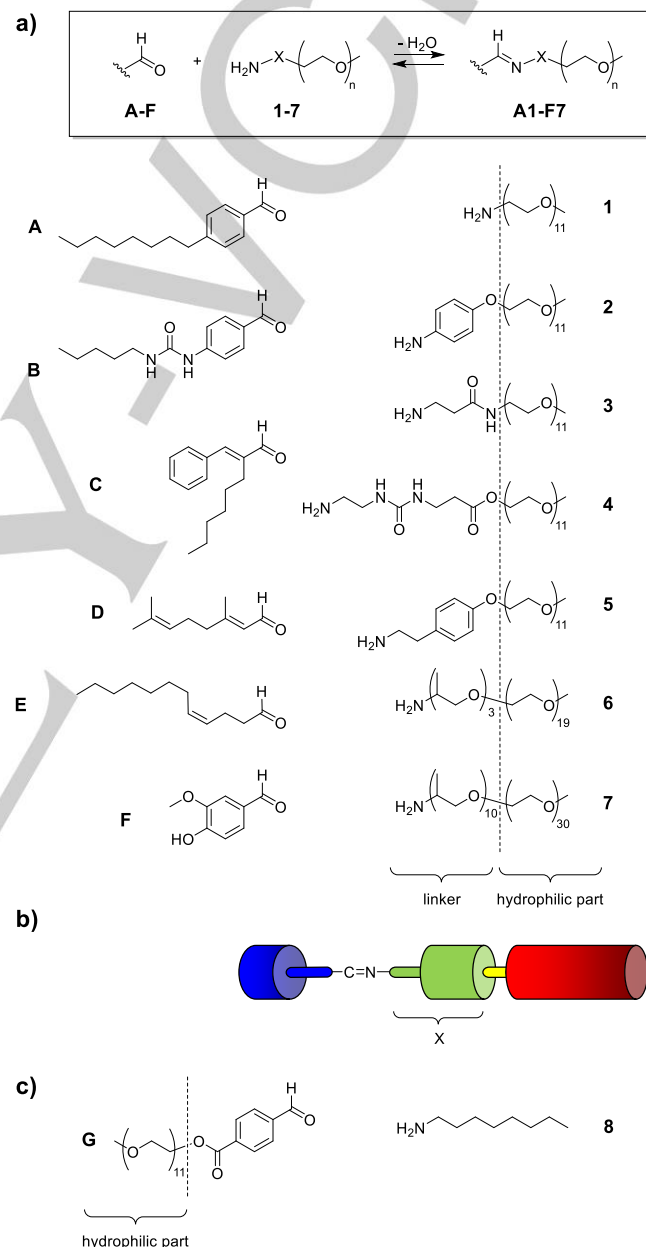 a)
H
O
+
H₂N
X
O
n
- H₂O
H
N
X
O
n
A-F
1-7
A1-F7
A
H
O
H₂N
O
11
1
B
O
N
H
N
H
H
O
H₂N
O
O
11
2
C
H
O
H₂N
O
N
H
O
11
3
H₂N
H
N
O
H
N
O
O
O
11
4
D
H
O
H₂N
O
O
11
5
E
H
O
H₂N
O
3
O
19
6
F
O
HO
H
O
H₂N
O
10
O
30
7
linker
hydrophilic part
b)
C=N
X
c)
G
O
11
O
O
H
O
H₂N
8
hydrophilic part